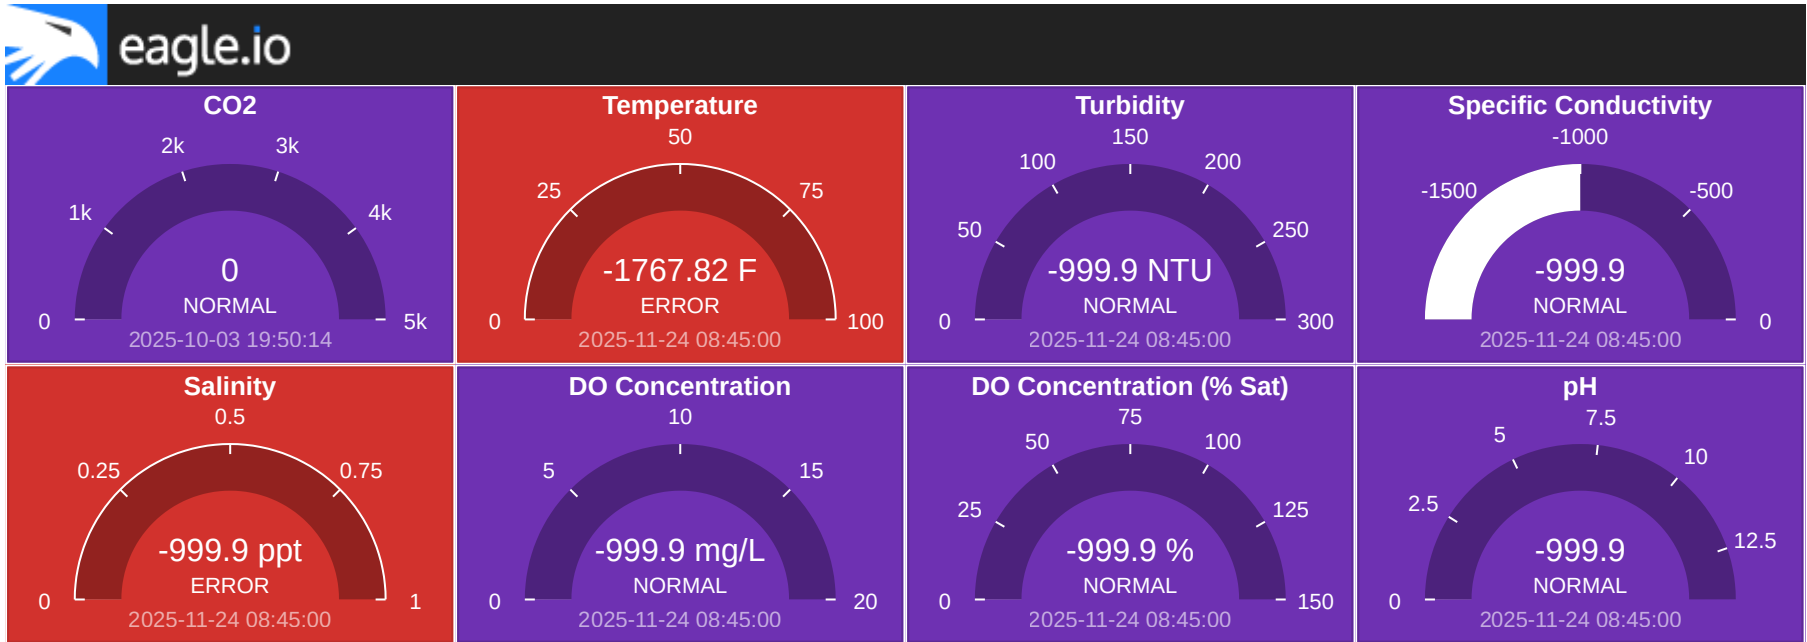 eagle.io
CO2
2k 3k
1k 4k
0
NORMAL
0 5k
2025-10-03 19:50:14
Temperature
50
25 75
-1767.82 F
ERROR
0 100
2025-11-24 08:45:00
Turbidity
150
100 200
50 250
-999.9 NTU
NORMAL
0 300
2025-11-24 08:45:00
Specific Conductivity
-1000
-1500 -500
-999.9
NORMAL
0
2025-11-24 08:45:00
Salinity
0.5
0.25 0.75
-999.9 ppt
ERROR
0 1
2025-11-24 08:45:00
DO Concentration
10
5 15
-999.9 mg/L
NORMAL
0 20
2025-11-24 08:45:00
DO Concentration (% Sat)
75
50 100
25 125
-999.9 %
NORMAL
0 150
2025-11-24 08:45:00
pH
7.5
5 10
2.5 12.5
-999.9
NORMAL
0
2025-11-24 08:45:00